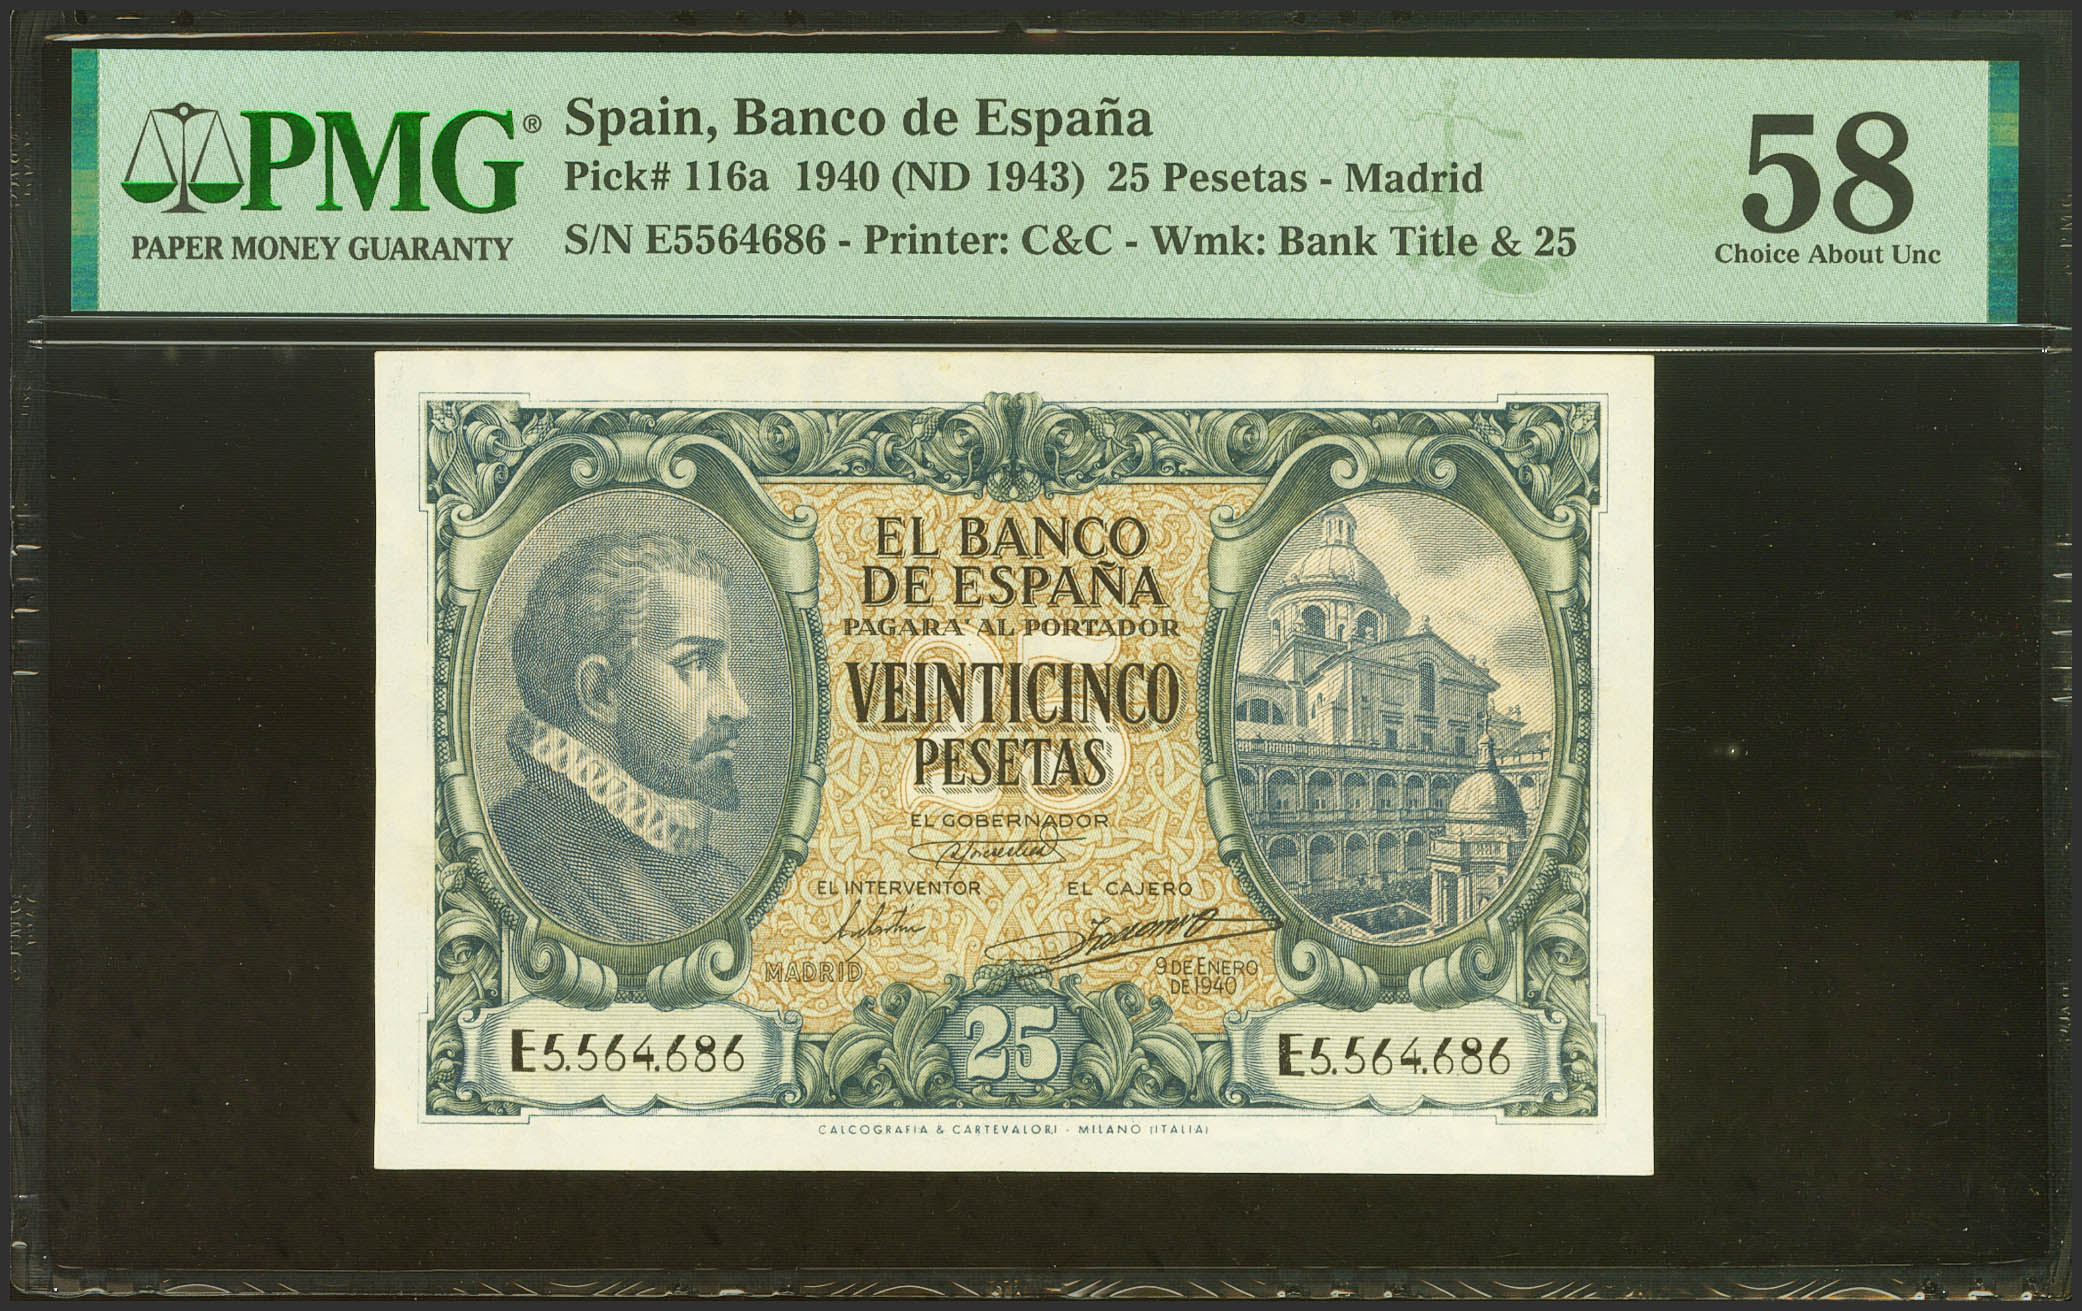 PMG®
PAPER MONEY GUARANTY
Spain, Banco de España
Pick# 116a 1940 (ND 1943) 25 Pesetas - Madrid
S/N E5564686 - Printer: C&C - Wmk: Bank Title & 25
58
Choice About Unc
EL BANCO
DE ESPAÑA
PAGARA' AL PORTADOR
25
VEINTICINCO
PESETAS
EL GOBERNADOR
EL INTERVENTOR
EL CAJERO
MADRID
9 DE ENERO
DE 1940
E5.564.686
25
E5.564.686
CALCOGRAFIA & CARTEVALORI - MILANO (ITALIA)